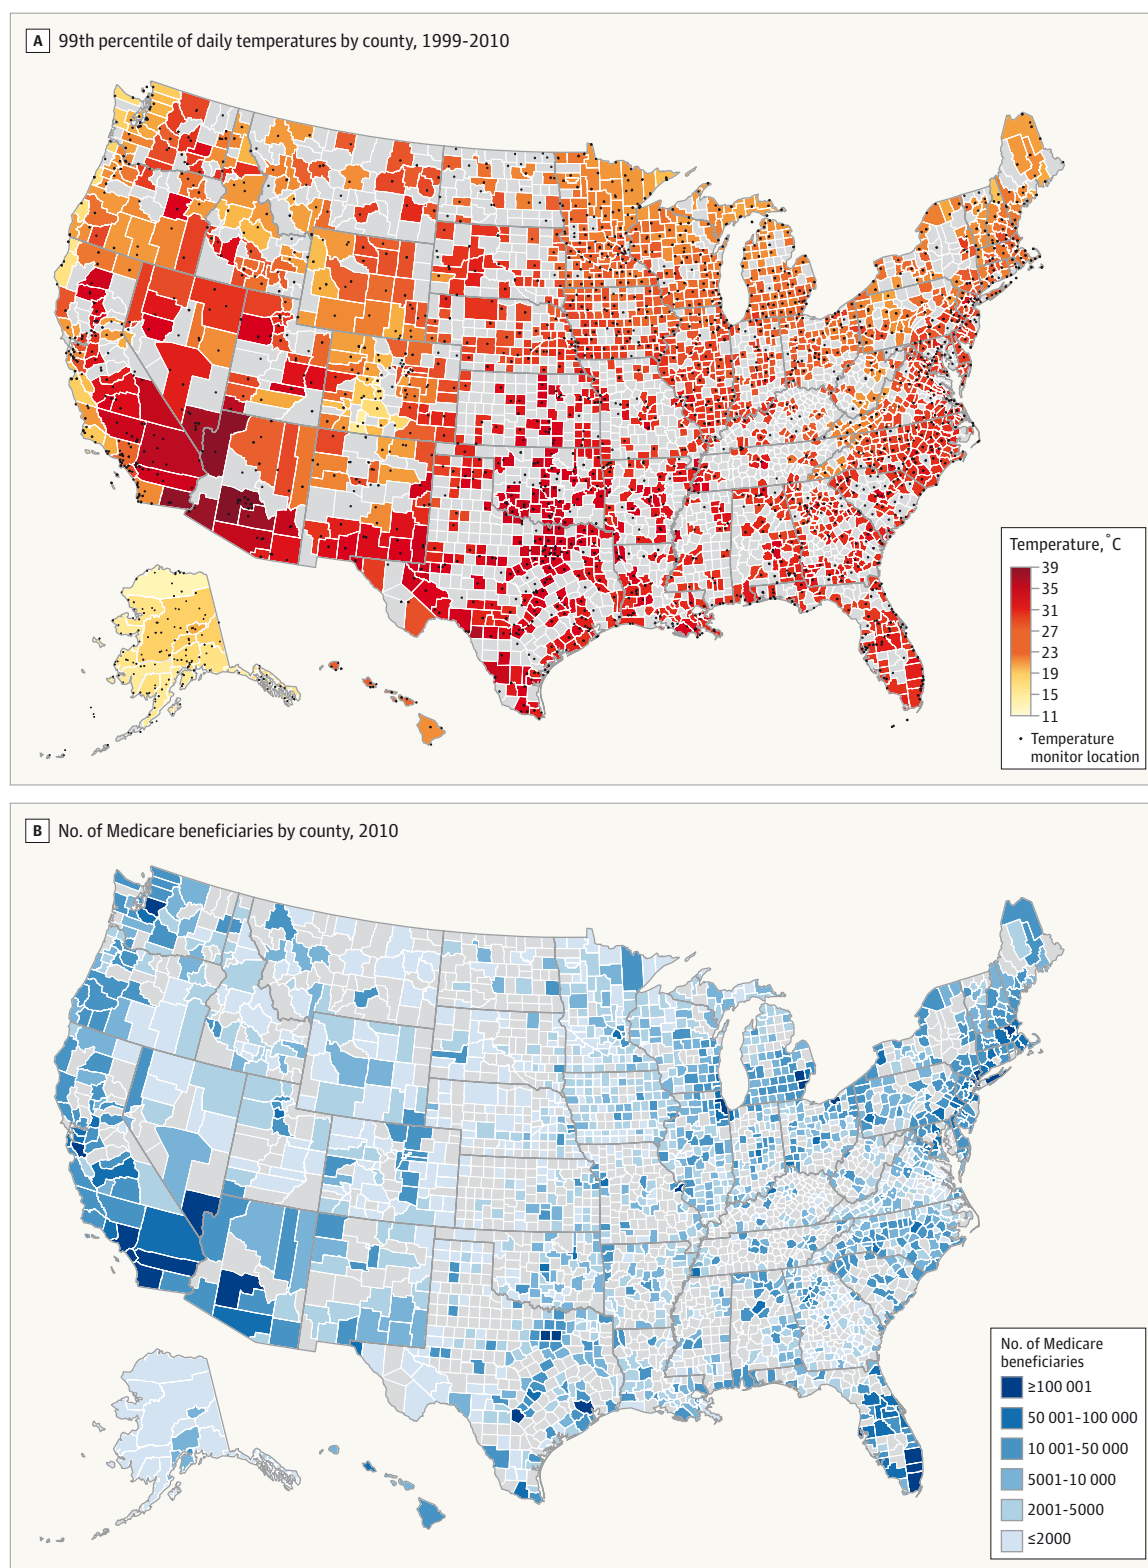 A 99th percentile of daily temperatures by county, 1999-2010
Temperature, °C
39
35
31
27
23
19
15
11
Temperature
monitor location
B No. of Medicare beneficiaries by county, 2010
No. of Medicare
beneficiaries
≥100 001
50 001-100 000
10 001-50 000
5001-10 000
2001-5000
≤2000